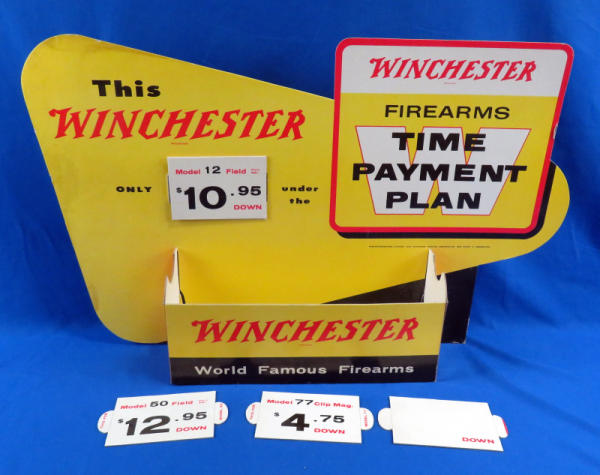 This
WINCHESTER
ONLY
Model 12 Field
$10.95
DOWN
under
the
WINCHESTER
FIREARMS
TIME
PAYMENT
PLAN
WINCHESTER
World Famous Firearms
Model 50 Field
$12.95
DOWN
Model 77 Clip Mag.
$4.75
DOWN
DOWN